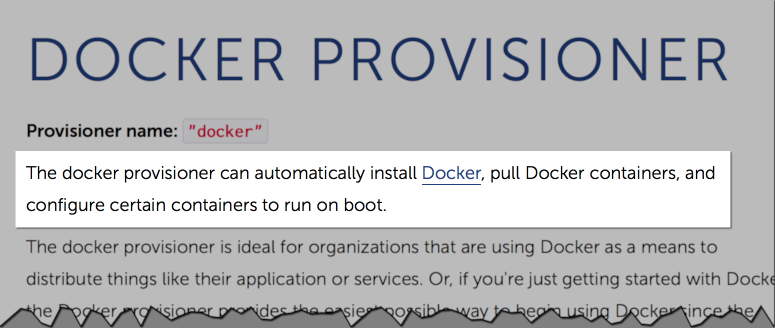 DOCKER PROVISIONER
Provisioner name: "docker"
The docker provisioner can automatically install Docker, pull Docker containers, and
configure certain containers to run on boot.
The docker provisioner is ideal for organizations that are using Docker as a means to
distribute things like their application or services. Or, if you're just getting started with Docke
the Docker provisioner provides the easiest possible way to begin using Docker since the